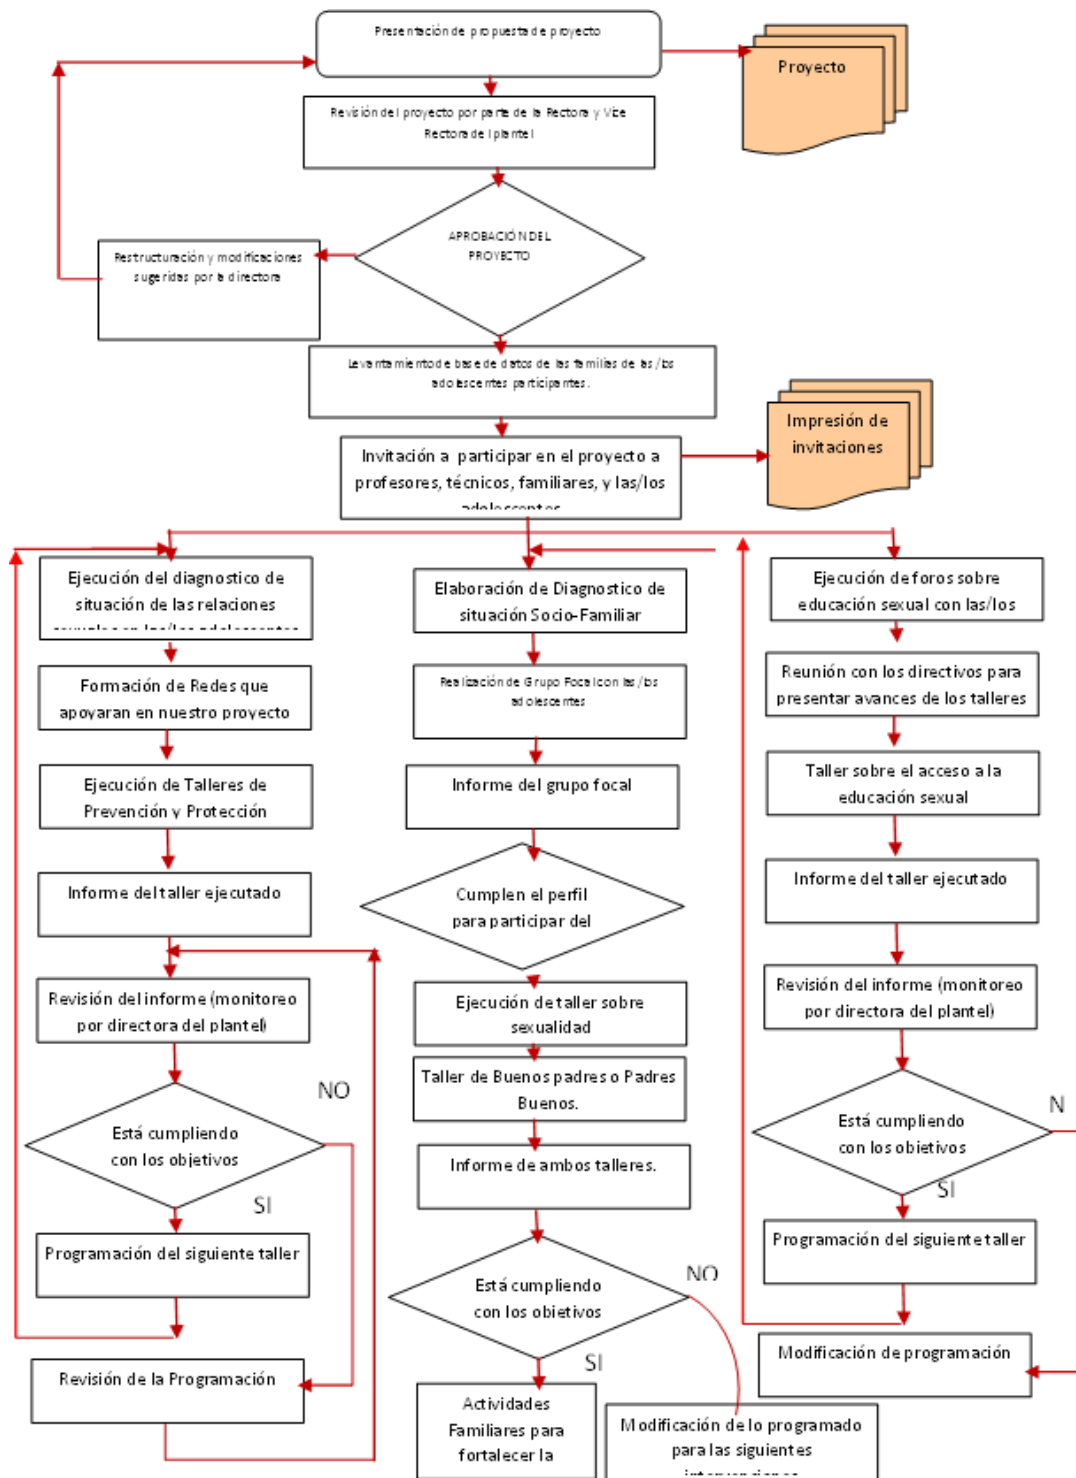 Presentación de propuesta de proyecto
Proyecto
Revisión del proyecto por parte de la Rectora y Vice
Rectora del plantel
APROBACIÓN DEL
PROYECTO
Restructuración y modificaciones
sugeridas por la directora
Levantamiento de base de datos de las familias de las/los
adolescentes participantes.
Invitación a participar en el proyecto a
profesores, técnicos, familiares, y las/los
adolescentes
Impresión de
invitaciones
Ejecución del diagnostico de
situación de las relaciones
sexuales en las/los adolescentes
Formación de Redes que
apoyaran en nuestro proyecto
Ejecución de Talleres de
Prevención y Protección
Informe del taller ejecutado
Revisión del informe (monitoreo
por directora del plantel)
NO
Está cumpliendo
con los objetivos
SI
Programación del siguiente taller
Revisión de la Programación
Elaboración de Diagnostico de
situación Socio-Familiar
Realización de Grupo Focal con las/los
adolescentes
Informe del grupo focal
Cumplen el perfil
para participar del
Ejecución de taller sobre
sexualidad
Taller de Buenos padres o Padres
Buenos.
Informe de ambos talleres.
Está cumpliendo
con los objetivos
NO
SI
Actividades
Familiares para
fortalecer la
Modificación de lo programado
para las siguientes
intervenciones
Ejecución de foros sobre
educación sexual con las/los
Reunión con los directivos para
presentar avances de los talleres
Taller sobre el acceso a la
educación sexual
Informe del taller ejecutado
Revisión del informe (monitoreo
por directora del plantel)
N
Está cumpliendo
con los objetivos
SI
Programación del siguiente taller
Modificación de programación